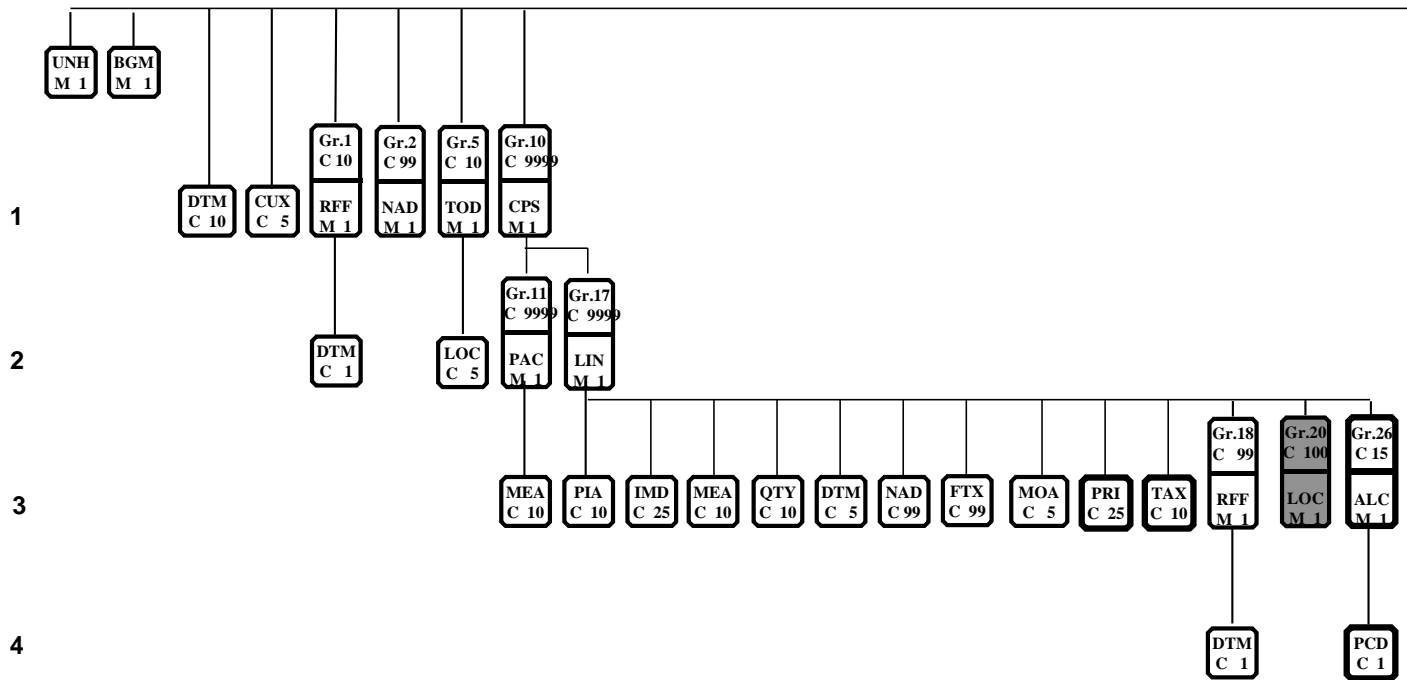 UNH
M 1
BGM
M 1
Gr.1
C 10
Gr.2
C 99
Gr.5
C 10
Gr.10
C 9999
1
DTM
C 10
CUX
C 5
RFF
M 1
NAD
M 1
TOD
M 1
CPS
M 1
Gr.11
C 9999
Gr.17
C 9999
2
DTM
C 1
LOC
C 5
PAC
M 1
LIN
M 1
Gr.18
C 99
Gr.20
C 100
Gr.26
C 15
3
MEA
C 10
PIA
C 10
IMD
C 25
MEA
C 10
QTY
C 10
DTM
C 5
NAD
C 99
FTX
C 99
MOA
C 5
PRI
C 25
TAX
C 10
RFF
M 1
LOC
M 1
ALC
M 1
4
DTM
C 1
PCD
C 1